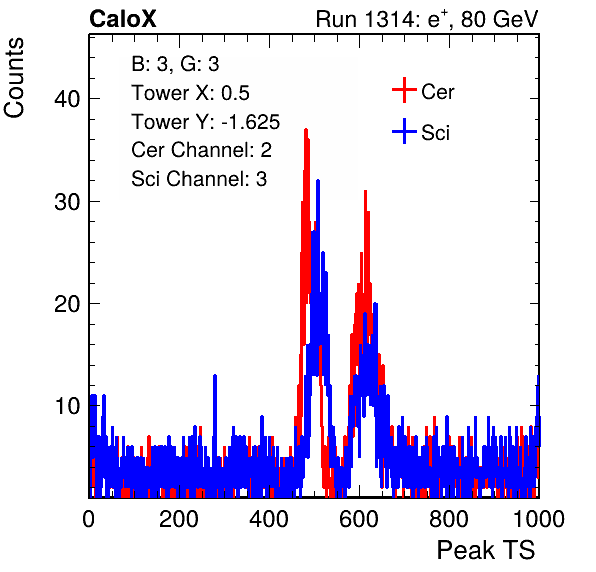 CaloX
Run 1314: e+, 80 GeV
Counts
B: 3, G: 3
Tower X: 0.5
Tower Y: -1.625
Cer Channel: 2
Sci Channel: 3
Cer
Sci
40
30
20
10
0 200 400 600 800 1000
Peak TS